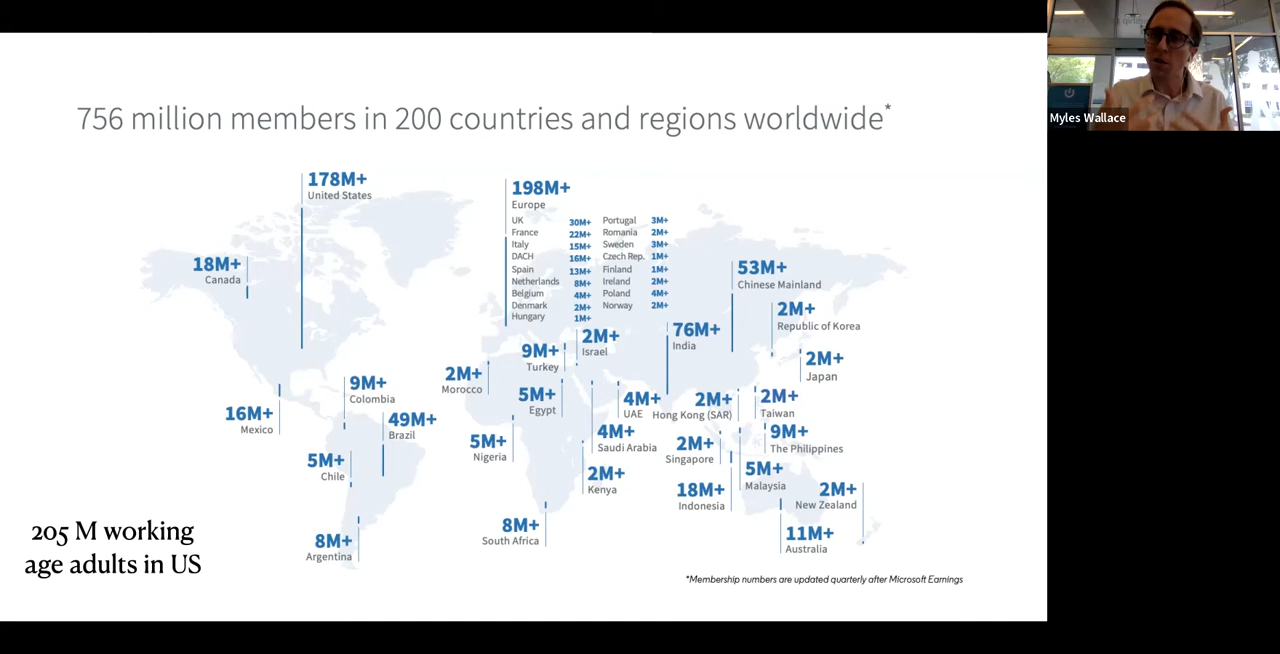 756 million members in 200 countries and regions worldwide*
Myles Wallace
178M+
United States
18M+
Canada
198M+
Europe
UK 30M+ Portugal 3M+
France 22M+ Romania 2M+
Italy 15M+ Sweden 3M+
DACH 16M+ Czech Rep. 1M+
Spain 13M+ Finland 1M+
Netherlands 8M+ Ireland 2M+
Belgium 4M+ Poland 4M+
Denmark 2M+ Norway 2M+
Hungary 1M+
53M+
Chinese Mainland
2M+
Republic of Korea
76M+
India
2M+
Israel
9M+
Turkey
2M+
Japan
2M+
Morocco
9M+
Colombia
5M+
Egypt
4M+
UAE
2M+
Hong Kong (SAR)
2M+
Taiwan
16M+
Mexico
49M+
Brazil
4M+
Saudi Arabia
9M+
The Philippines
5M+
Nigeria
2M+
Singapore
5M+
Chile
2M+
Kenya
5M+
Malaysia
18M+
Indonesia
2M+
New Zealand
8M+
South Africa
11M+
Australia
8M+
Argentina
205 M working
age adults in US
*Membership numbers are updated quarterly after Microsoft Earnings